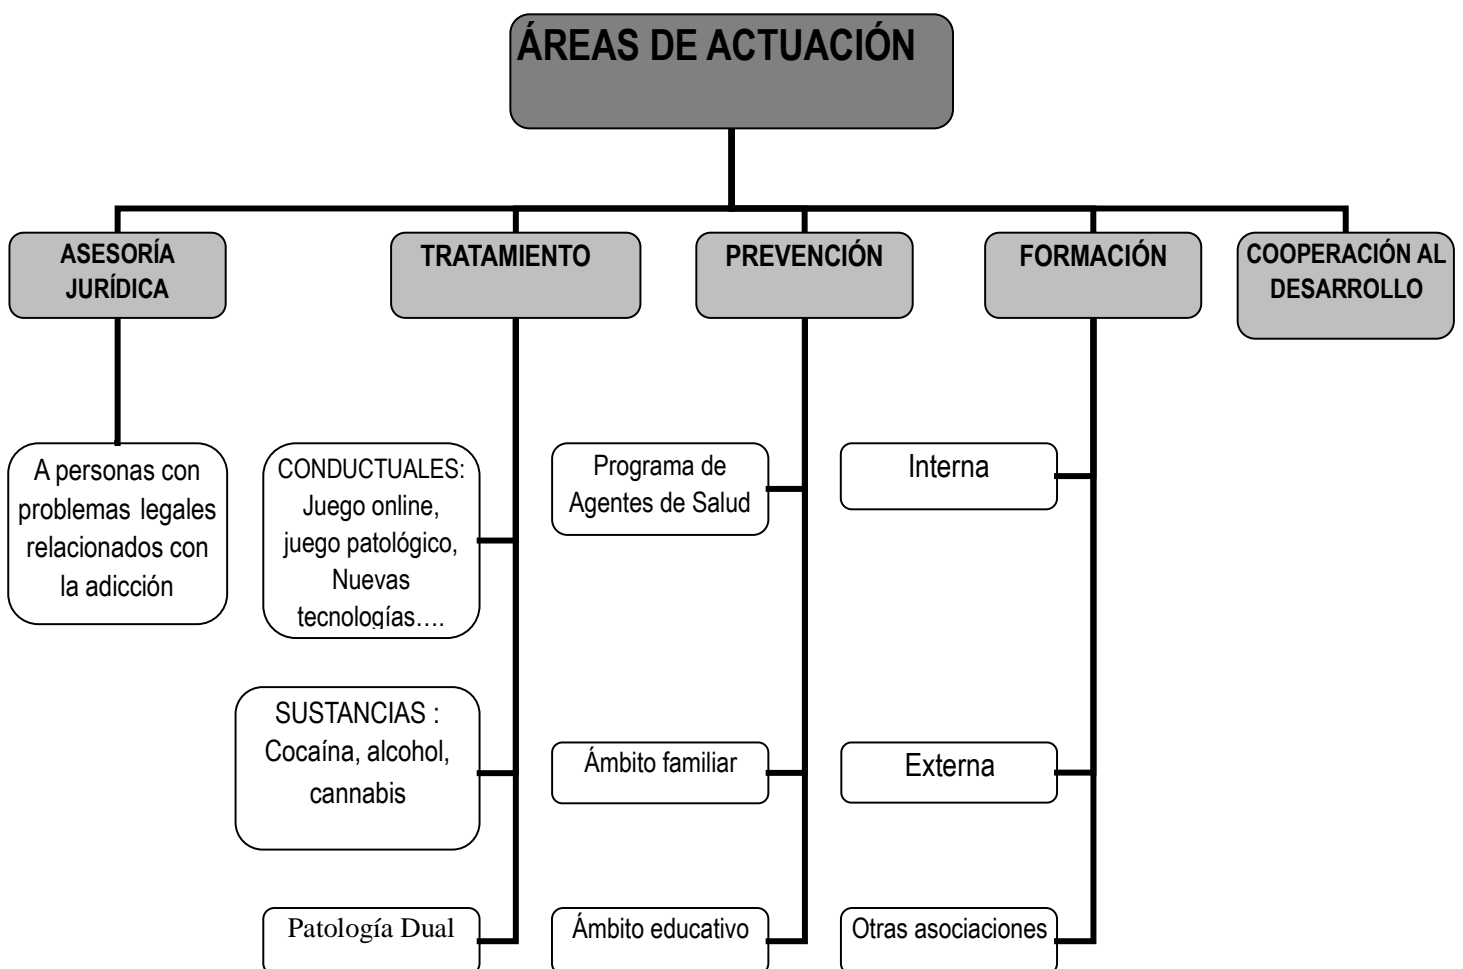 ÁREAS DE ACTUACIÓN
ASESORÍA
JURÍDICA
TRATAMIENTO
PREVENCIÓN
FORMACIÓN
COOPERACIÓN AL
DESARROLLO
A personas con
problemas legales
relacionados con
la adicción
CONDUCTUALES:
Juego online,
juego patológico,
Nuevas
tecnologías….
Programa de
Agentes de Salud
Interna
SUSTANCIAS :
Cocaína, alcohol,
cannabis
Ámbito familiar
Externa
Patología Dual
Ámbito educativo
Otras asociaciones